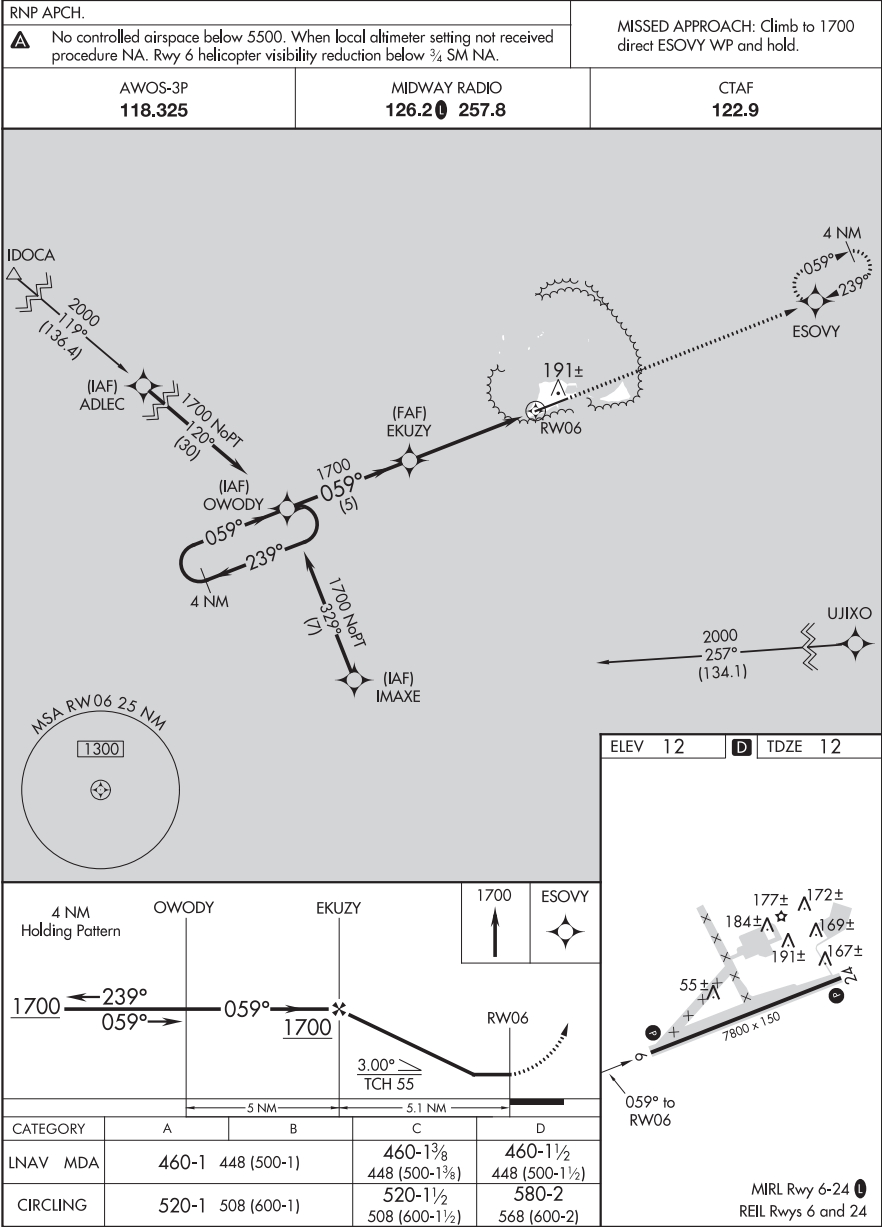 RNP APCH.
A No controlled airspace below 5500. When local altimeter setting not received
procedure NA. Rwy 6 helicopter visibility reduction below ¾ SM NA.
MISSED APPROACH: Climb to 1700
direct ESOVY WP and hold.
AWOS-3P
118.325
MIDWAY RADIO
126.2 L 257.8
CTAF
122.9
IDOCA
2000
119°
(136.4)
(IAF)
ADLEC
1700 NoPT
120°
(30)
(IAF)
OWODY
059°
239°
4 NM
1700
059°
(5)
(FAF)
EKUZY
191±
RW06
4 NM
059°
239°
ESOVY
1700 NoPT
329°
(7)
(IAF)
IMAXE
UJIXO
2000
257°
(134.1)
MSA RW06 25 NM
1300
ELEV 12 D TDZE 12
177±
172±
184±
169±
191±
167±
55±
P
P
24
6
7800 x 150
059° to
RW06
MIRL Rwy 6-24 L
REIL Rwys 6 and 24
4 NM
Holding Pattern
OWODY
EKUZY
1700
ESOVY
1700
239°
059°
059°
1700
RW06
3.00°
TCH 55
5 NM
5.1 NM
CATEGORY A B C D
LNAV MDA 460-1 448 (500-1) 460-1⅜ 448 (500-1⅜) 460-1½ 448 (500-1½)
CIRCLING 520-1 508 (600-1) 520-1½ 508 (600-1½) 580-2 568 (600-2)